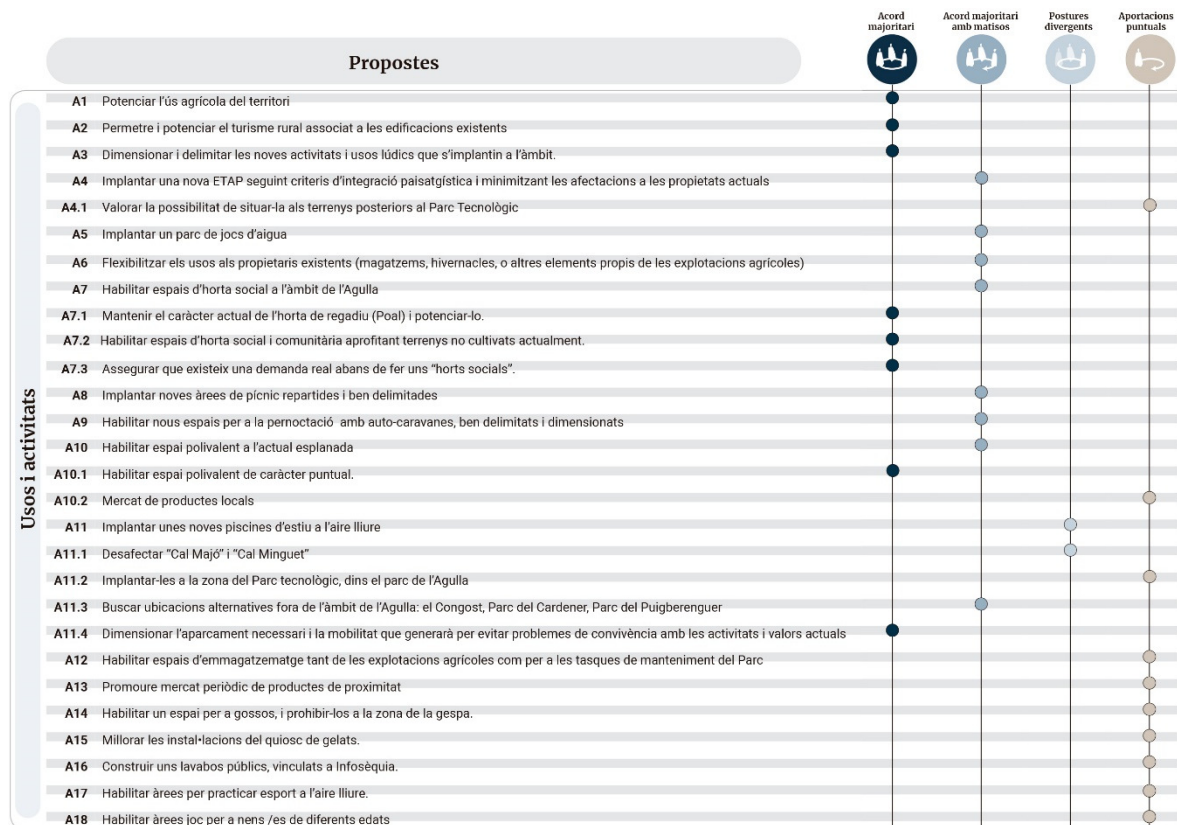 Acord
majoritari
Acord majoritari
amb matisos
Postures
divergents
Aportacions
puntuals
Propostes
Usos i activitats
A1 Potenciar l'ús agrícola del territori
A2 Permetre i potenciar el turisme rural associat a les edificacions existents
A3 Dimensionar i delimitar les noves activitats i usos lúdics que s'implantin a l'àmbit.
A4 Implantar una nova ETAP seguint criteris d'integració paisatgística i minimitzant les afectacions a les propietats actuals
A4.1 Valorar la possibilitat de situar-la als terrenys posteriors al Parc Tecnològic
A5 Implantar un parc de jocs d'aigua
A6 Flexibilitzar els usos als propietaris existents (magatzems, hivernacles, o altres elements propis de les explotacions agrícoles)
A7 Habilitar espais d'horta social a l'àmbit de l'Agulla
A7.1 Mantenir el caràcter actual de l'horta de regadiu (Poal) i potenciar-lo.
A7.2 Habilitar espais d'horta social i comunitària aprofitant terrenys no cultivats actualment.
A7.3 Assegurar que existeix una demanda real abans de fer uns "horts socials".
A8 Implantar noves àrees de pícnic repartides i ben delimitades
A9 Habilitar nous espais per a la pernoctació amb auto-caravanes, ben delimitats i dimensionats
A10 Habilitar espai polivalent a l'actual esplanada
A10.1 Habilitar espai polivalent de caràcter puntual.
A10.2 Mercat de productes locals
A11 Implantar unes noves piscines d'estiu a l'aire lliure
A11.1 Desafectar "Cal Majó" i "Cal Minguet"
A11.2 Implantar-les a la zona del Parc tecnològic, dins el parc de l'Agulla
A11.3 Buscar ubicacions alternatives fora de l'àmbit de l'Agulla: el Congost, Parc del Cardener, Parc del Puigberenguer
A11.4 Dimensionar l'aparcament necessari i la mobilitat que generarà per evitar problemes de convivència amb les activitats i valors actuals
A12 Habilitar espais d'emmagatzematge tant de les explotacions agrícoles com per a les tasques de manteniment del Parc
A13 Promoure mercat periòdic de productes de proximitat
A14 Habilitar un espai per a gossos, i prohibir-los a la zona de la gespa.
A15 Millorar les instal•lacions del quiosc de gelats.
A16 Construir uns lavabos públics, vinculats a Infosèquia.
A17 Habilitar àrees per practicar esport a l'aire lliure.
A18 Habilitar àrees joc per a nens /es de diferents edats